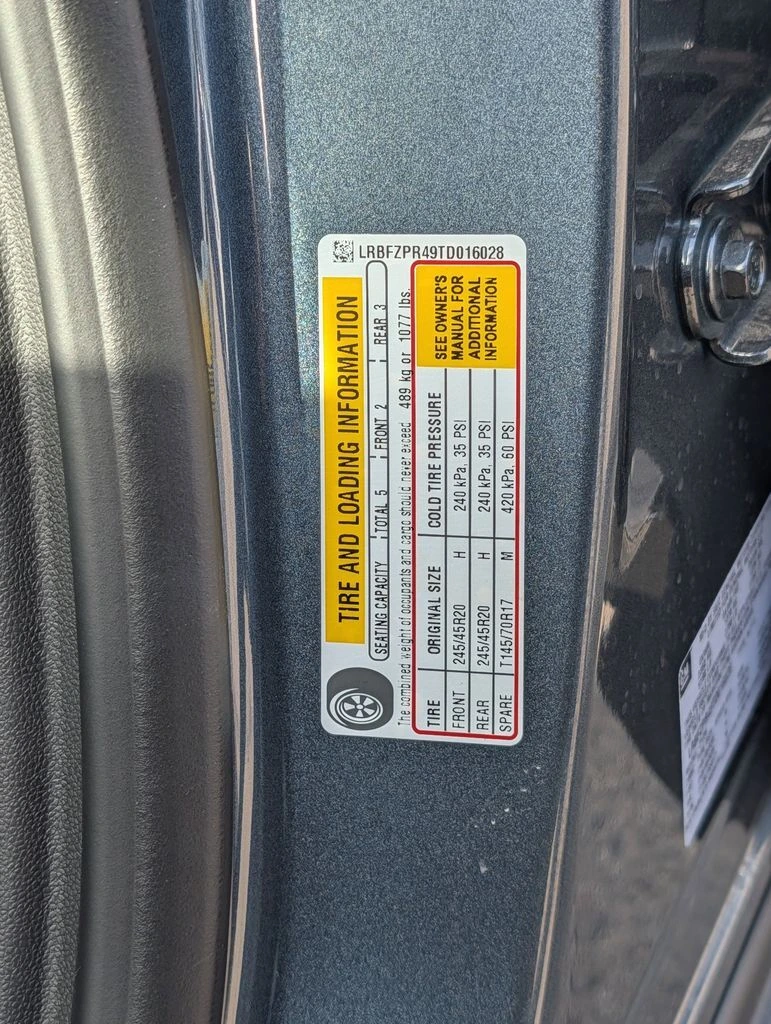 LRBFZPR49TD016028
TIRE AND LOADING INFORMATION
SEATING CAPACITY TOTAL 5 FRONT 2 REAR 3
The combined weight of occupants and cargo should never exceed 489 kg or 1077 lbs.
TIRE ORIGINAL SIZE COLD TIRE PRESSURE
FRONT 245/45R20 H 240 kPa, 35 PSI
REAR 245/45R20 H 240 kPa, 35 PSI
SPARE T145/70R17 M 420 kPa, 60 PSI
SEE OWNER'S
MANUAL FOR
ADDITIONAL
INFORMATION